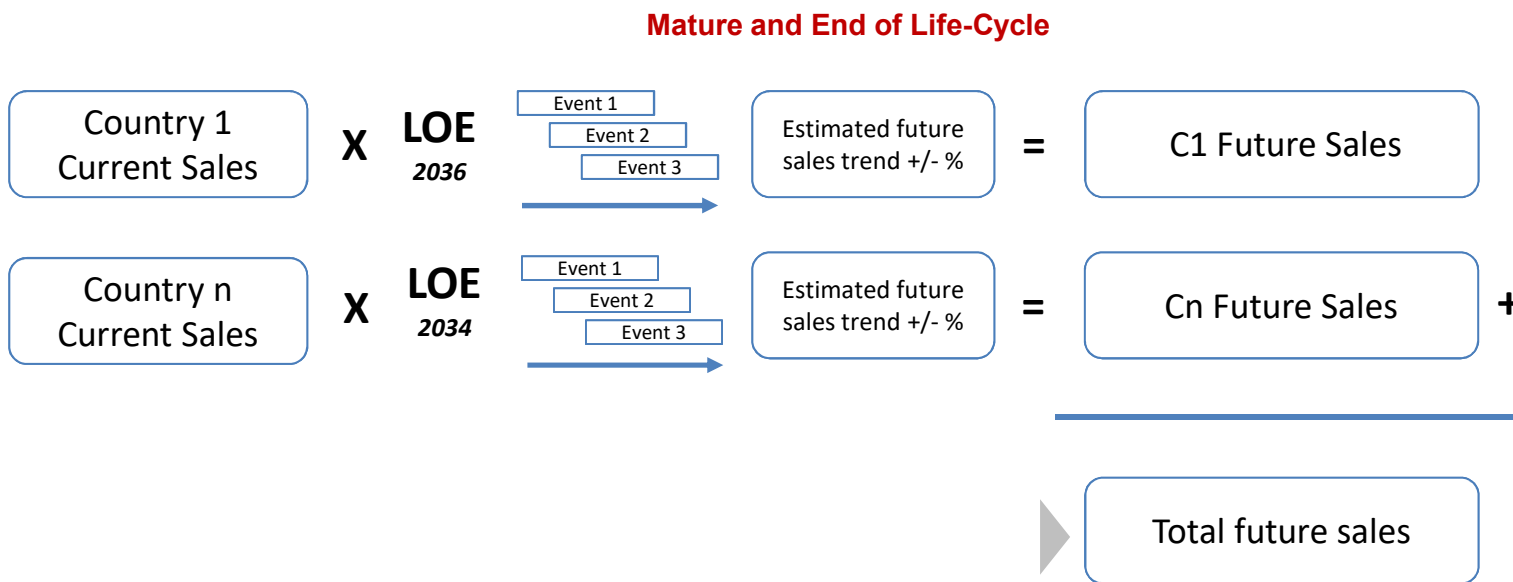 Mature and End of Life-Cycle
Country 1
Current Sales
X
LOE
2036
Event 1
Event 2
Event 3
Estimated future
sales trend +/- %
=
C1 Future Sales
Country n
Current Sales
X
LOE
2034
Event 1
Event 2
Event 3
Estimated future
sales trend +/- %
=
Cn Future Sales
+
Total future sales